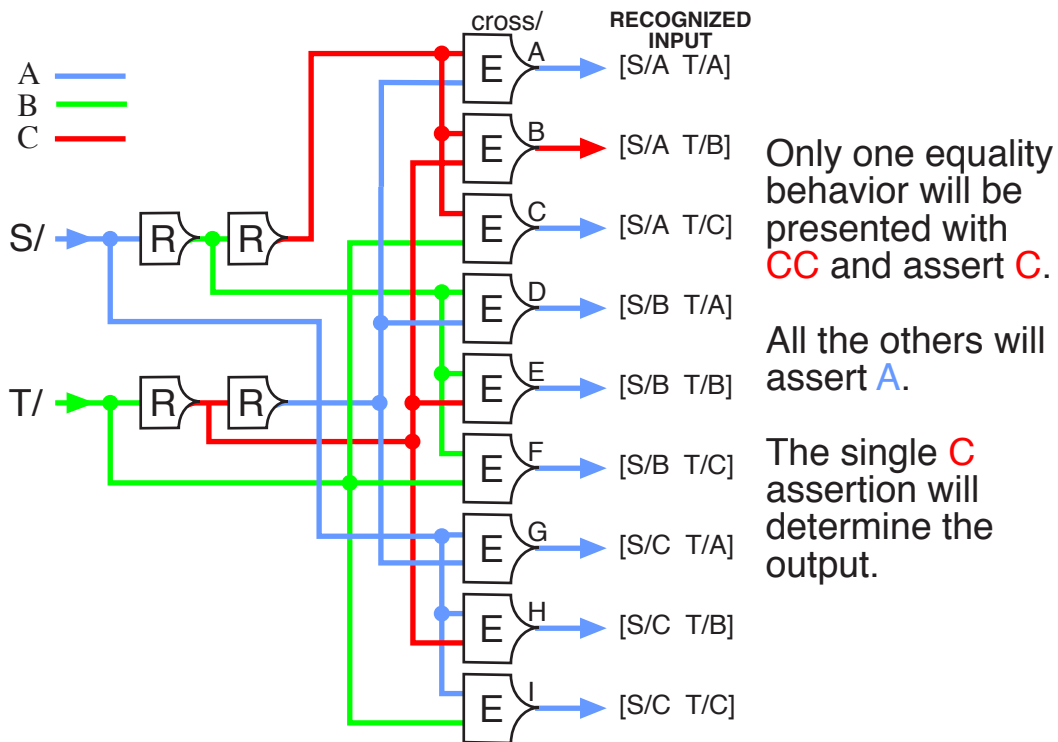 cross/
RECOGNIZED
INPUT
A
B
C
S/
R R
T/
R R
E A [S/A T/A]
E B [S/A T/B]
E C [S/A T/C]
E D [S/B T/A]
E E [S/B T/B]
E F [S/B T/C]
E G [S/C T/A]
E H [S/C T/B]
E I [S/C T/C]
Only one equality
behavior will be
presented with
CC and assert C.
All the others will
assert A.
The single C
assertion will
determine the
output.